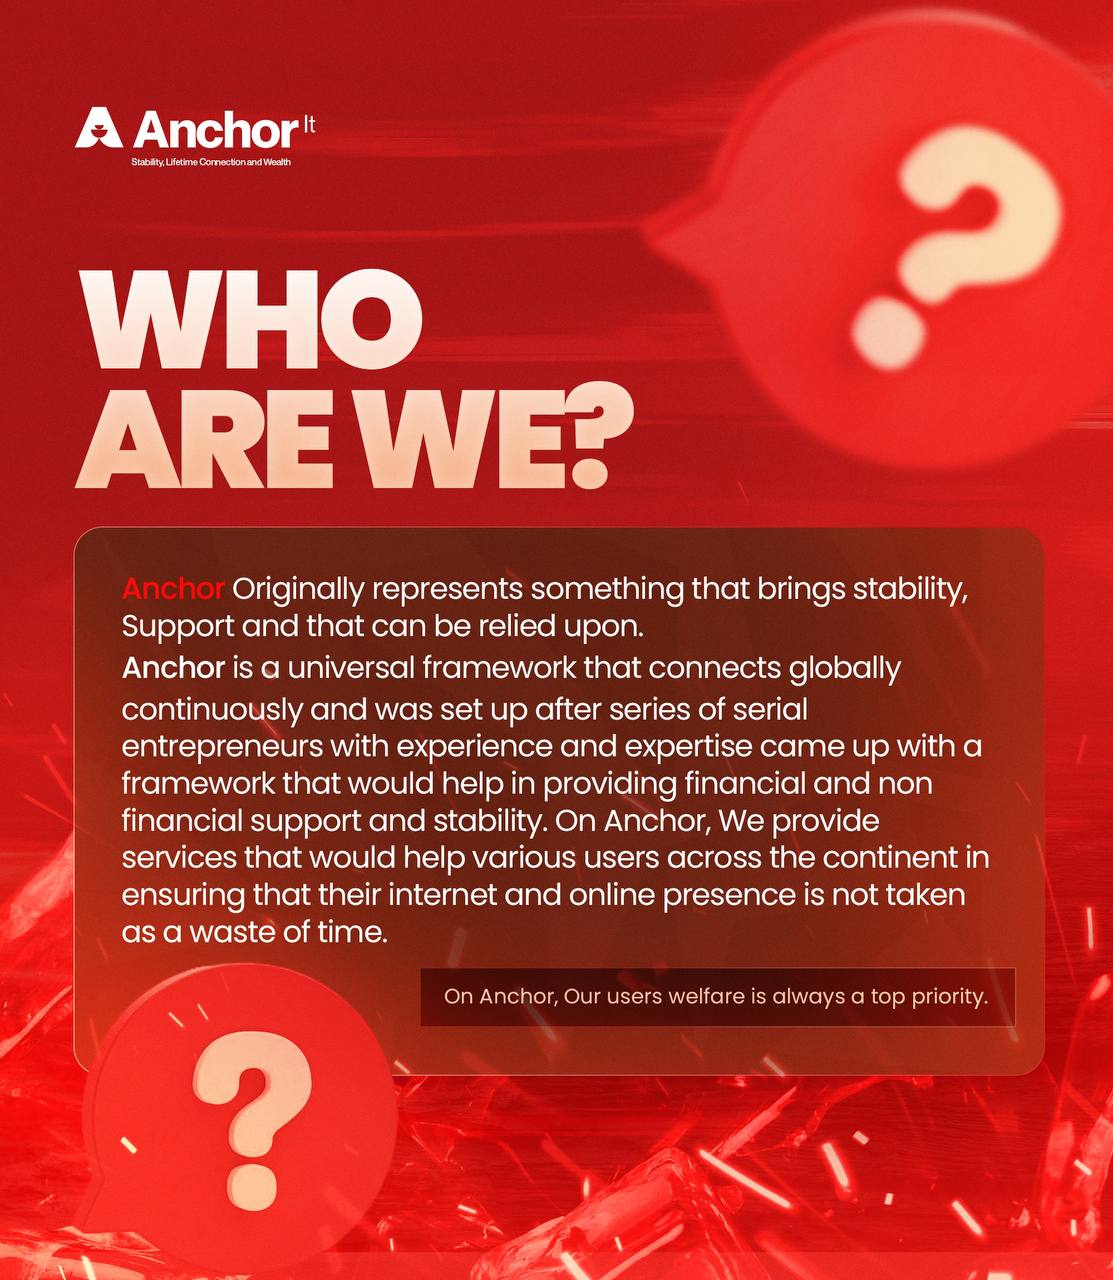 Anchor It
Stability, Lifetime Connection and Wealth
WHO
ARE WE?
Anchor Originally represents something that brings stability,
Support and that can be relied upon.
Anchor is a universal framework that connects globally
continuously and was set up after series of serial
entrepreneurs with experience and expertise came up with a
framework that would help in providing financial and non
financial support and stability. On Anchor, We provide
services that would help various users across the continent in
ensuring that their internet and online presence is not taken
as a waste of time.
On Anchor, Our users welfare is always a top priority.
?
?